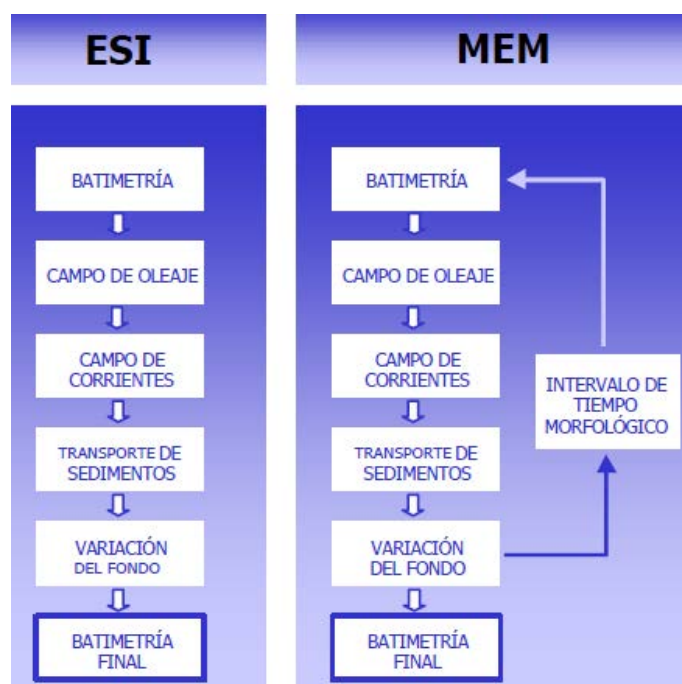 ESI
BATIMETRÍA
CAMPO DE OLEAJE
CAMPO DE
CORRIENTES
TRANSPORTE DE
SEDIMENTOS
VARIACIÓN
DEL FONDO
BATIMETRÍA
FINAL
MEM
BATIMETRÍA
CAMPO DE OLEAJE
CAMPO DE
CORRIENTES
TRANSPORTE DE
SEDIMENTOS
VARIACIÓN
DEL FONDO
BATIMETRÍA
FINAL
INTERVALO DE
TIEMPO
MORFOLÓGICO